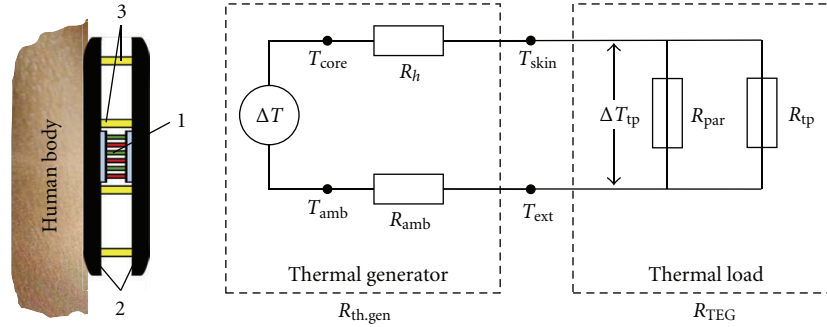 3
1
Human body
2
T_core
R_h
T_skin
ΔT
ΔT_tp
R_par
R_tp
T_amb
R_amb
T_ext
Thermal generator
Thermal load
R_th.gen
R_TEG